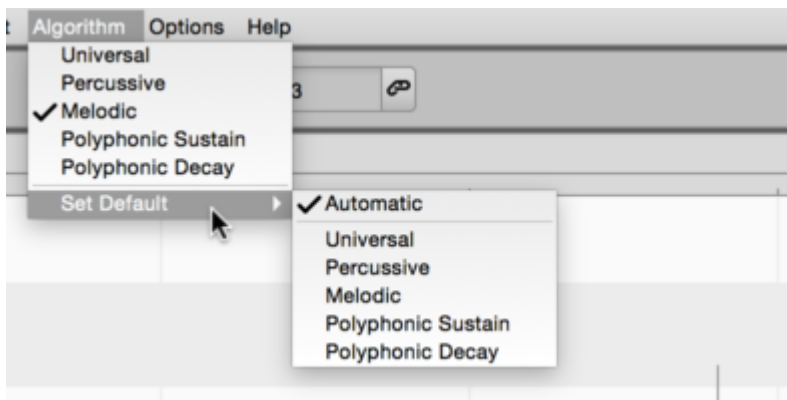 Algorithm Options Help
Universal
Percussive
3
✓ Melodic
Polyphonic Sustain
Polyphonic Decay
Set Default
✓ Automatic
Universal
Percussive
Melodic
Polyphonic Sustain
Polyphonic Decay